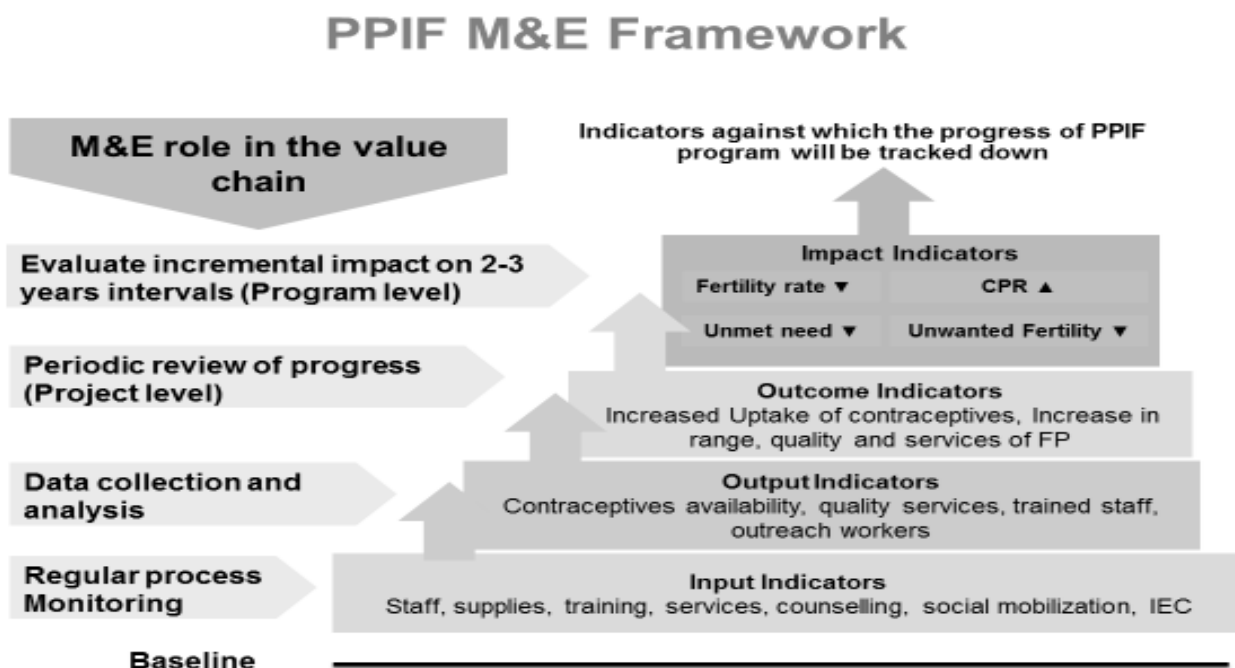 PPIF M&E Framework
M&E role in the value
chain
Indicators against which the progress of PPIF
program will be tracked down
Evaluate incremental impact on 2-3
years intervals (Program level)
Impact Indicators
Fertility rate ▼
CPR ▲
Unmet need ▼
Unwanted Fertility ▼
Periodic review of progress
(Project level)
Outcome Indicators
Increased Uptake of contraceptives, Increase in
range, quality and services of FP
Data collection and
analysis
Output Indicators
Contraceptives availability, quality services, trained staff,
outreach workers
Regular process
Monitoring
Input Indicators
Staff, supplies, training, services, counselling, social mobilization, IEC
Baseline